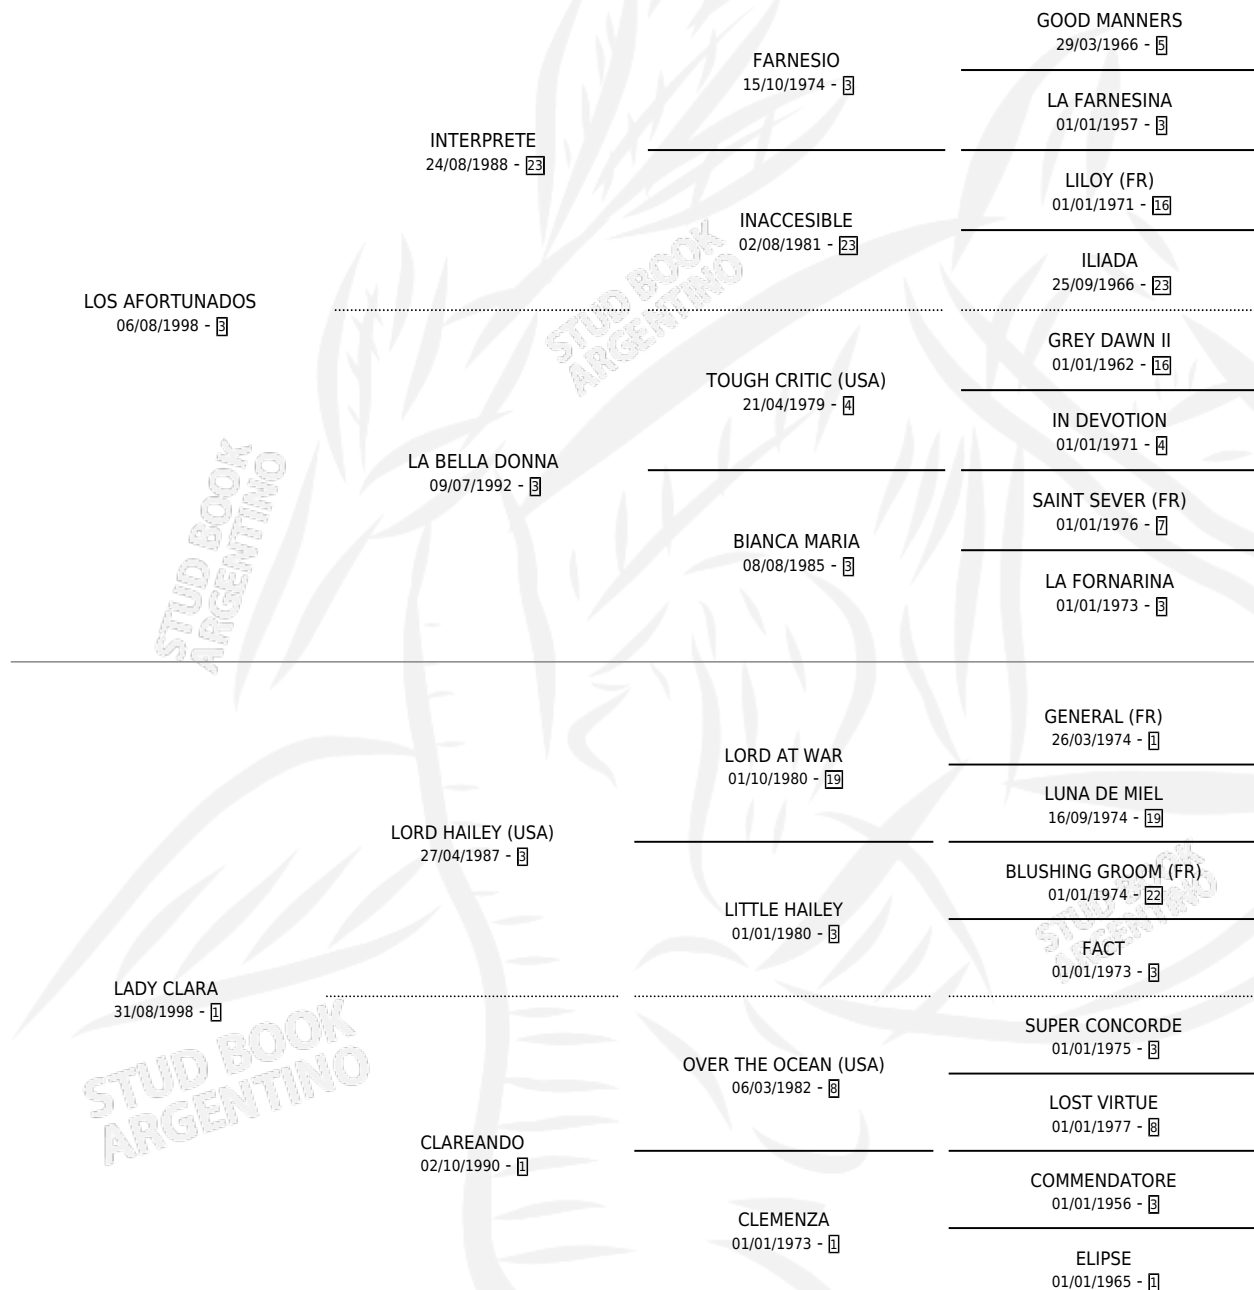 GOOD MANNERS
29/03/1966 - 5
FARNESIO
15/10/1974 - 3
LA FARNESINA
01/01/1957 - 3
INTERPRETE
24/08/1988 - 23
LILOY (FR)
01/01/1971 - 16
INACCESIBLE
02/08/1981 - 23
ILIADA
25/09/1966 - 23
LOS AFORTUNADOS
06/08/1998 - 3
STUD BOOK
ARGENTINO
GREY DAWN II
01/01/1962 - 16
TOUGH CRITIC (USA)
21/04/1979 - 4
IN DEVOTION
01/01/1971 - 4
LA BELLA DONNA
09/07/1992 - 3
SAINT SEVER (FR)
01/01/1976 - 7
BIANCA MARIA
08/08/1985 - 3
LA FORNARINA
01/01/1973 - 3
STUD BOOK
ARGENTINO
GENERAL (FR)
26/03/1974 - 1
LORD AT WAR
01/10/1980 - 19
LUNA DE MIEL
16/09/1974 - 19
LORD HAILEY (USA)
27/04/1987 - 3
BLUSHING GROOM (FR)
01/01/1974 - 22
LITTLE HAILEY
01/01/1980 - 3
STUD BOOK
ARGENTINO
FACT
01/01/1973 - 3
LADY CLARA
31/08/1998 - 1
STUD BOOK
ARGENTINO
SUPER CONCORDE
01/01/1975 - 3
OVER THE OCEAN (USA)
06/03/1982 - 8
LOST VIRTUE
01/01/1977 - 8
CLAREANDO
02/10/1990 - 1
COMMENDATORE
01/01/1956 - 3
CLEMENZA
01/01/1973 - 1
ELIPSE
01/01/1965 - 1